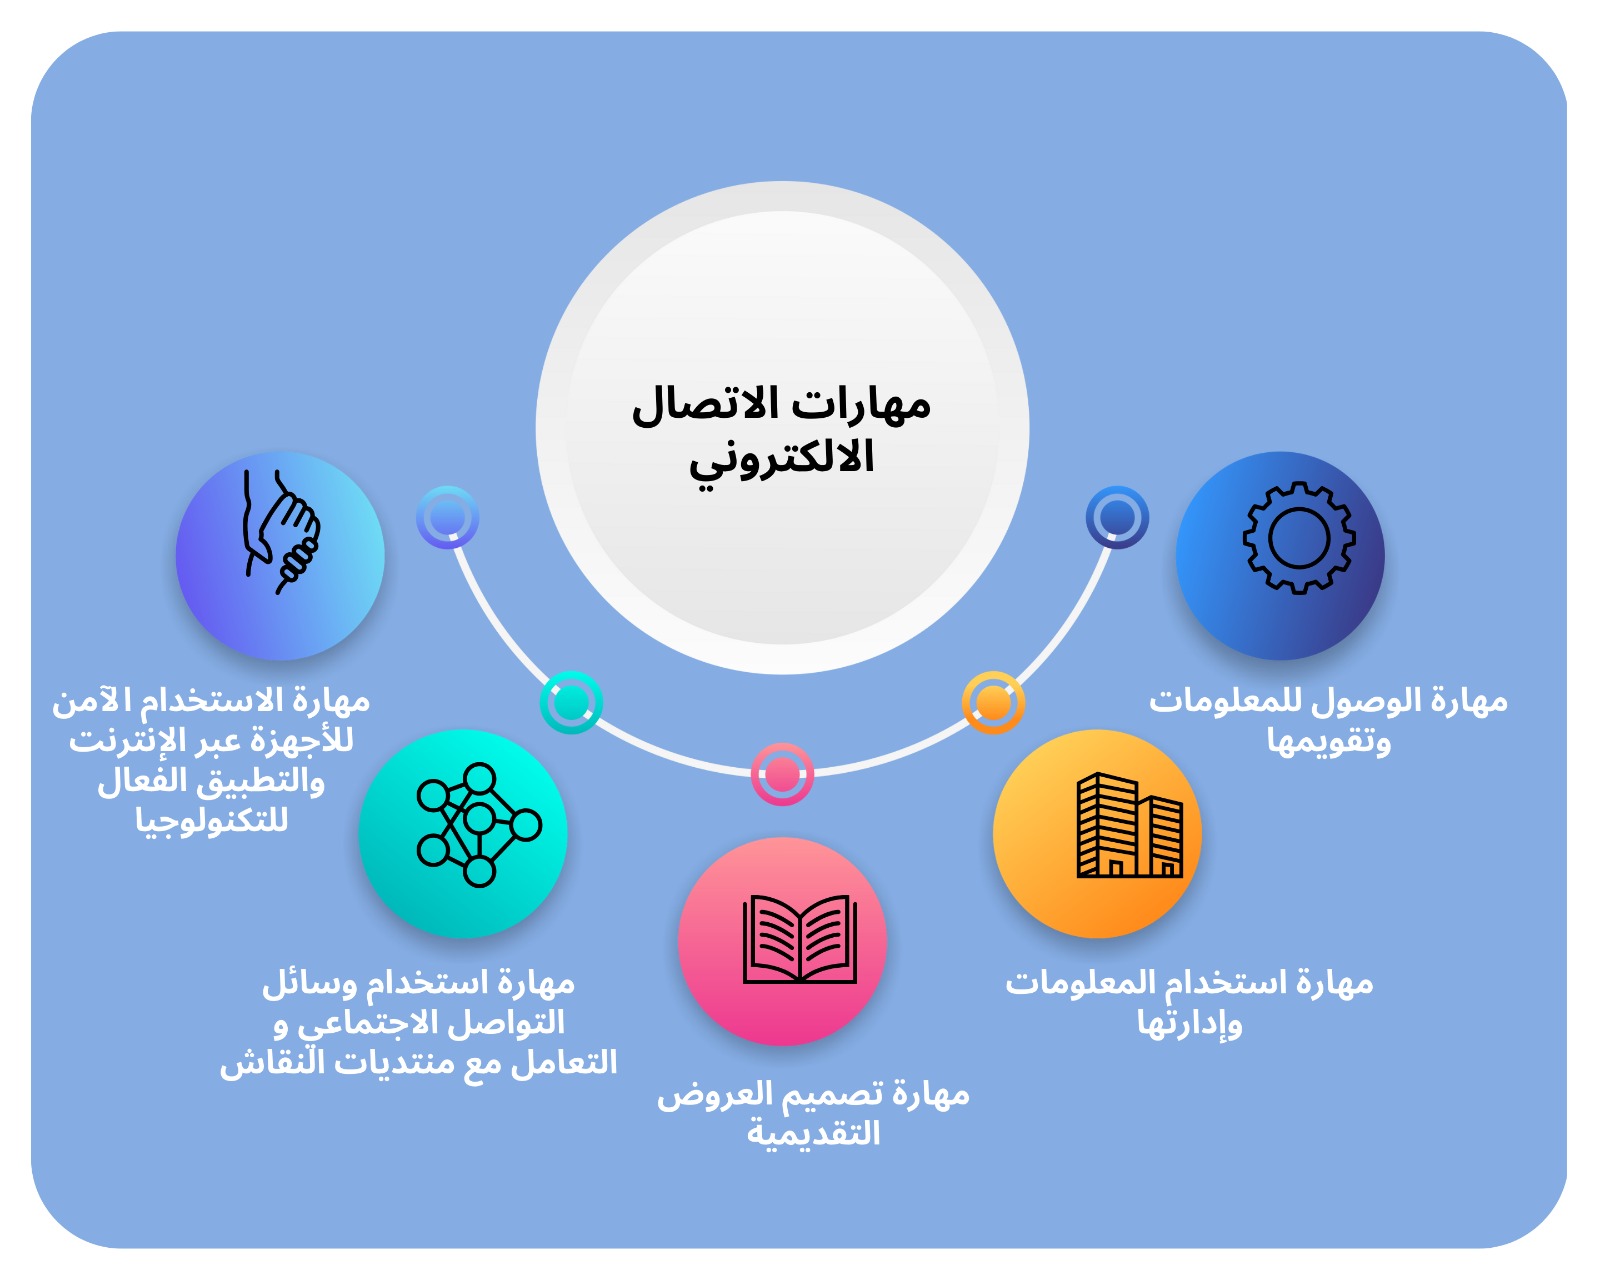 مهارات الاتصال
الالكتروني
مهارة الوصول للمعلومات
وتقويمها
مهارة استخدام المعلومات
وإدارتها
مهارة تصميم العروض
التقديمية
مهارة استخدام وسائل
التواصل الاجتماعي و
التعامل مع منتديات النقاش
مهارة الاستخدام الآمن
للأجهزة عبر الإنترنت
والتطبيق الفعال
للتكنولوجيا